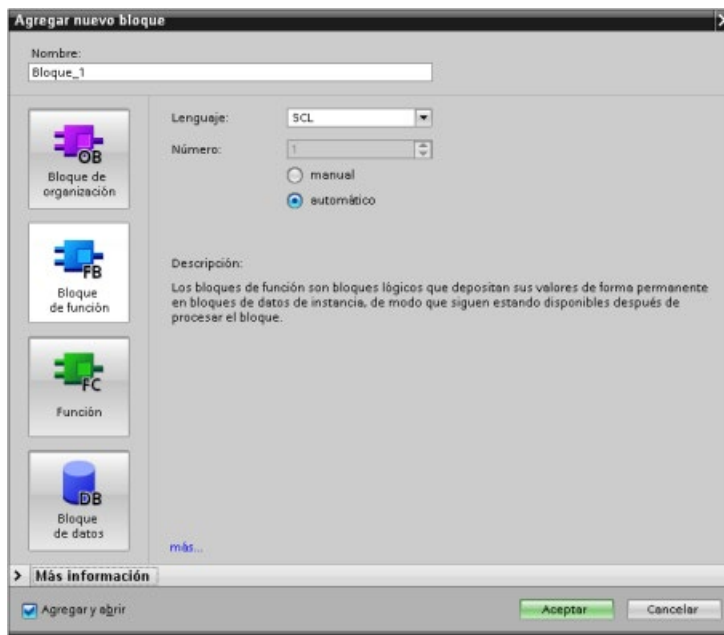 Agregar nuevo bloque
Nombre:
Bloque_1
OB
Bloque de
organización
FB
Bloque
de función
FC
Función
DB
Bloque
de datos
Lenguaje:
SCL
Número:
1
manual
automático
Descripción:
Los bloques de función son bloques lógicos que depositan sus valores de forma permanente
en bloques de datos de instancia, de modo que siguen estando disponibles después de
procesar el bloque.
más...
Más información
Agregar y abrir
Aceptar
Cancelar